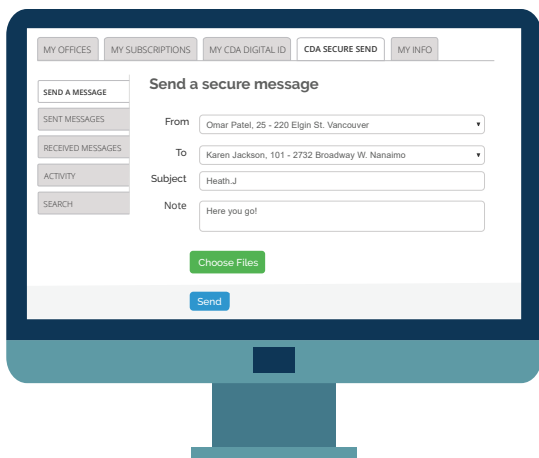 MY OFFICES MY SUBSCRIPTIONS MY CDA DIGITAL ID CDA SECURE SEND MY INFO
SEND A MESSAGE
SENT MESSAGES
RECEIVED MESSAGES
ACTIVITY
SEARCH
Send a secure message
From Omar Patel, 25 - 220 Elgin St. Vancouver
To Karen Jackson, 101 - 2732 Broadway W. Nanaimo
Subject Heath.J
Note Here you go!
Choose Files
Send